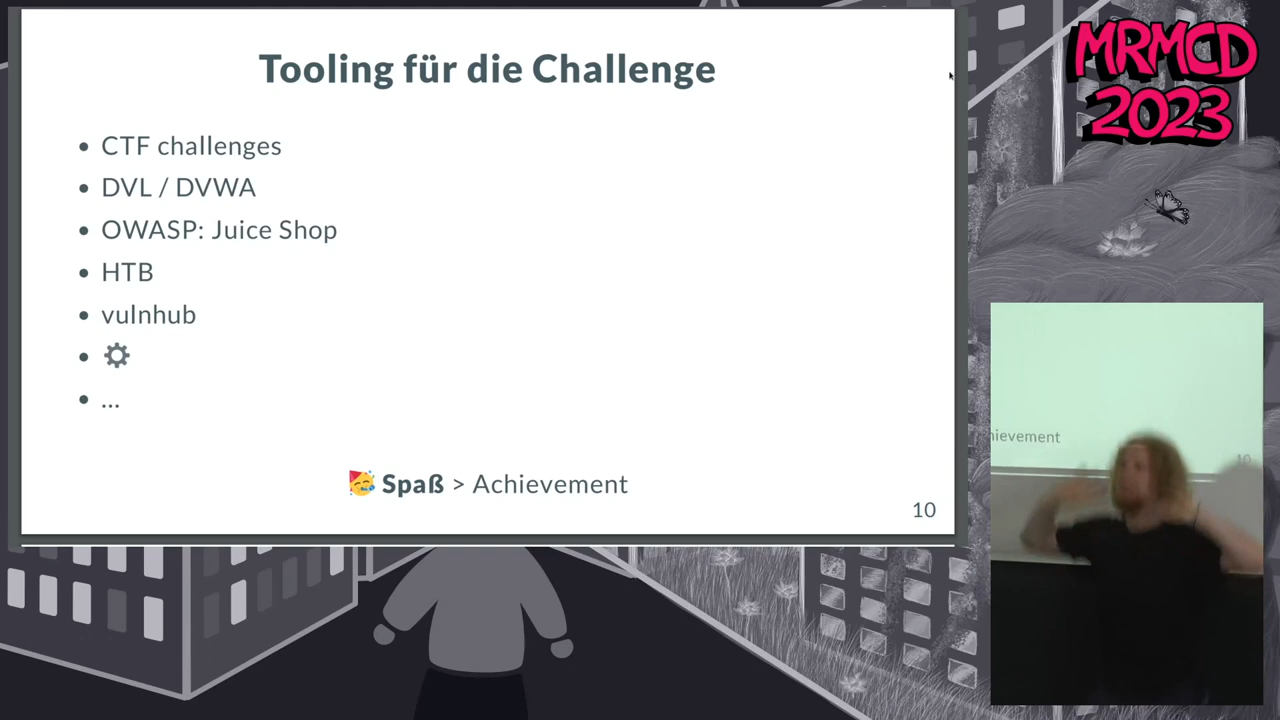 Tooling für die Challenge
CTF challenges
DVL / DVWA
OWASP: Juice Shop
HTB
vulnhub
...
🥳 Spaß > Achievement
10
MRMCD
2023
hievement
10